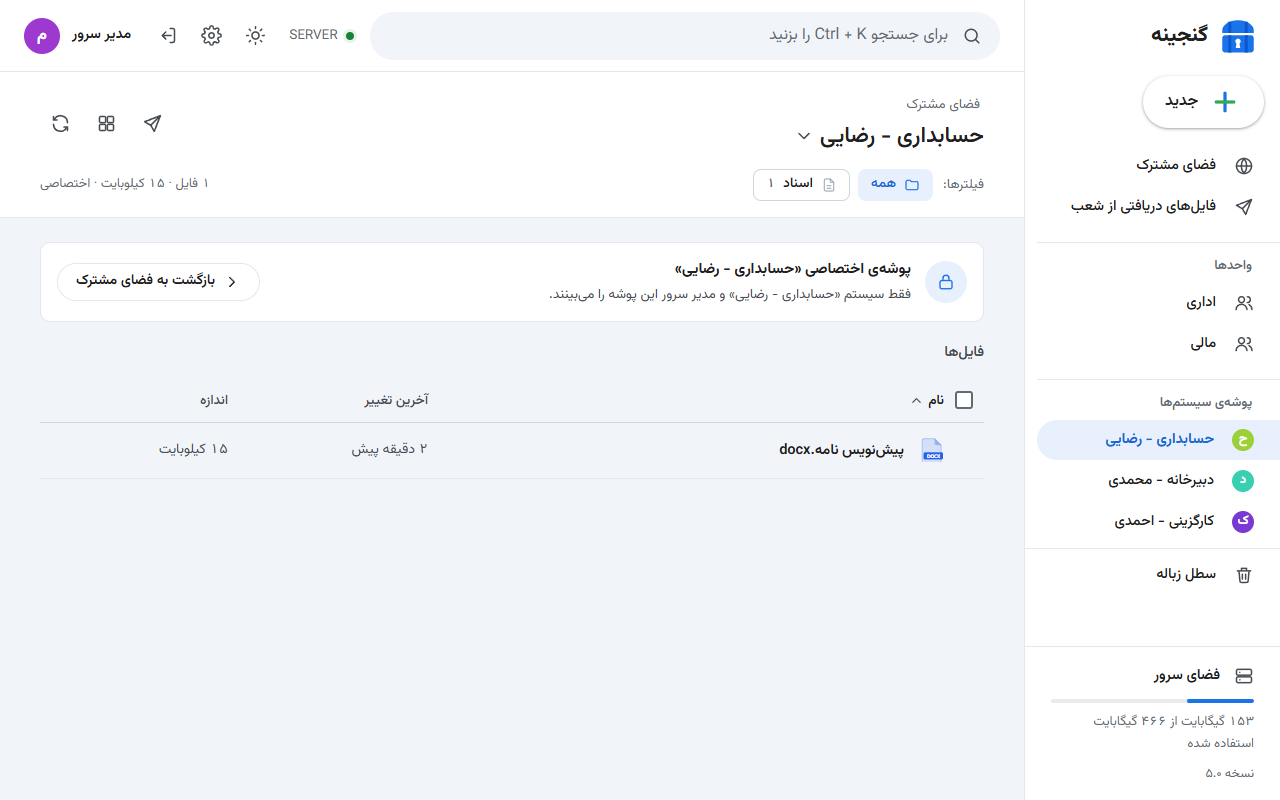 گنجینه
جدید
فضای مشترک
فایل‌های دریافتی از شعب
واحدها
اداری
مالی
پوشه‌ی سیستم‌ها
ح حسابداری - رضایی
د دبیرخانه - محمدی
ک کارگزینی - احمدی
سطل زباله
فضای سرور
۱۵۳ گیگابایت از ۴۶۶ گیگابایت
استفاده شده
نسخه ۵.۰
برای جستجو Ctrl + K را بزنید
SERVER
مدیر سرور
م
فضای مشترک
حسابداری - رضایی
فیلترها: همه اسناد ۱
۱ فایل · ۱۵ کیلوبایت · اختصاصی
پوشه‌ی اختصاصی «حسابداری - رضایی»
فقط سیستم «حسابداری - رضایی» و مدیر سرور این پوشه را می‌بینند.
بازگشت به فضای مشترک
فایل‌ها
نام آخرین تغییر اندازه
DOCX پیش‌نویس نامه.docx ۲ دقیقه پیش ۱۵ کیلوبایت